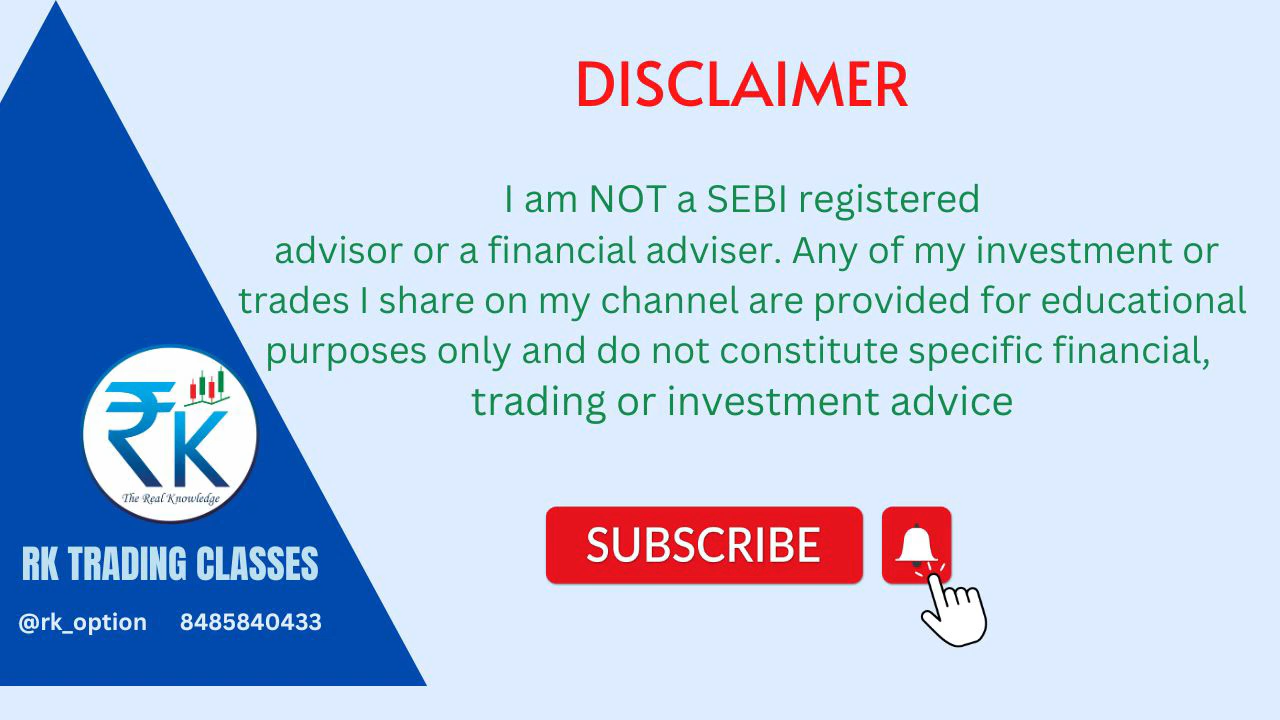 DISCLAIMER
I am NOT a SEBI registered
advisor or a financial adviser. Any of my investment or
trades I share on my channel are provided for educational
purposes only and do not constitute specific financial,
trading or investment advice
₹K
The Real Knowledge
RK TRADING CLASSES
@rk_option 8485840433
SUBSCRIBE